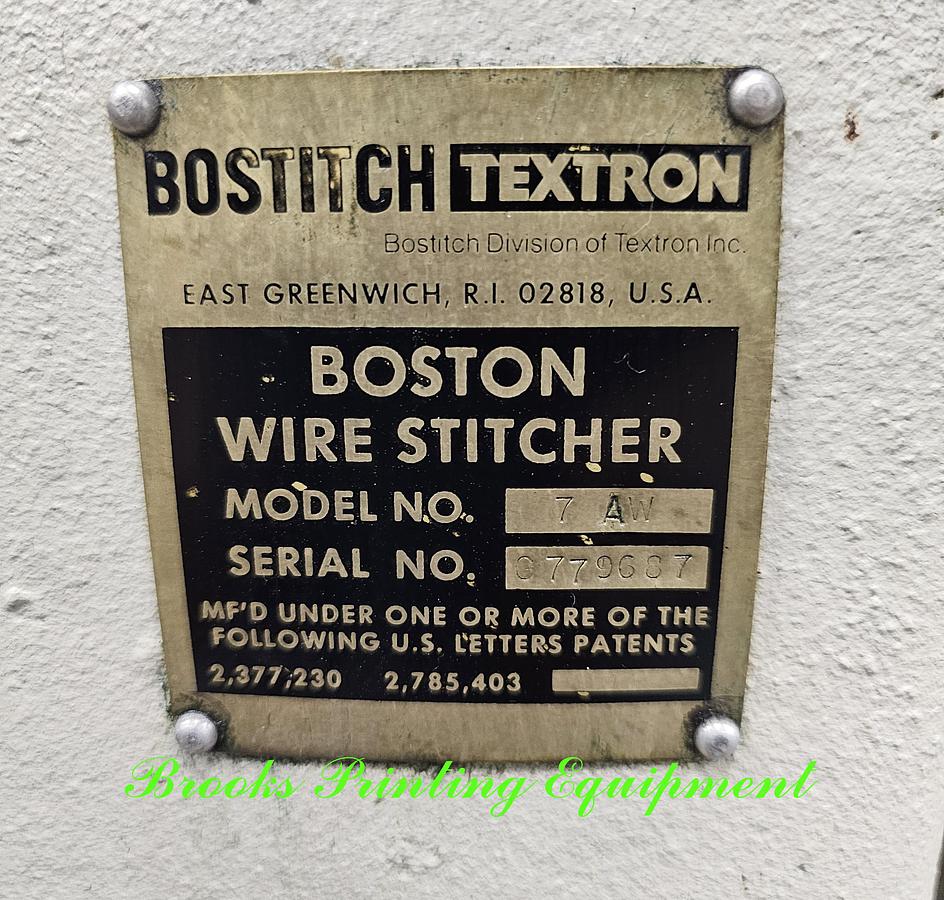 BOSTITCH TEXTRON
Bostitch Division of Textron Inc.
EAST GREENWICH, R.I. 02818, U.S.A.
BOSTON
WIRE STITCHER
MODEL NO. 7 AW
SERIAL NO.
MF'D UNDER ONE OR MORE OF THE
FOLLOWING U.S. LETTERS PATENTS
2,377,230 2,785,403
Brooks Printing Equipment